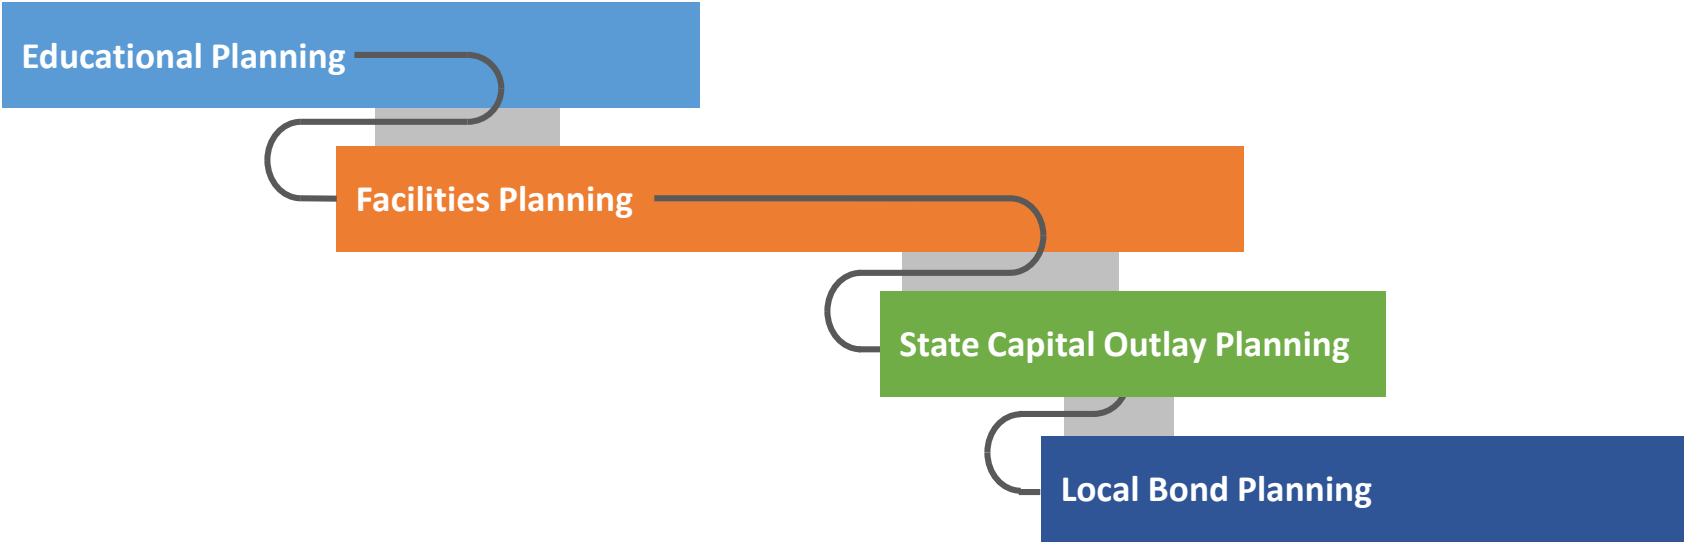 Educational Planning
Facilities Planning
State Capital Outlay Planning
Local Bond Planning